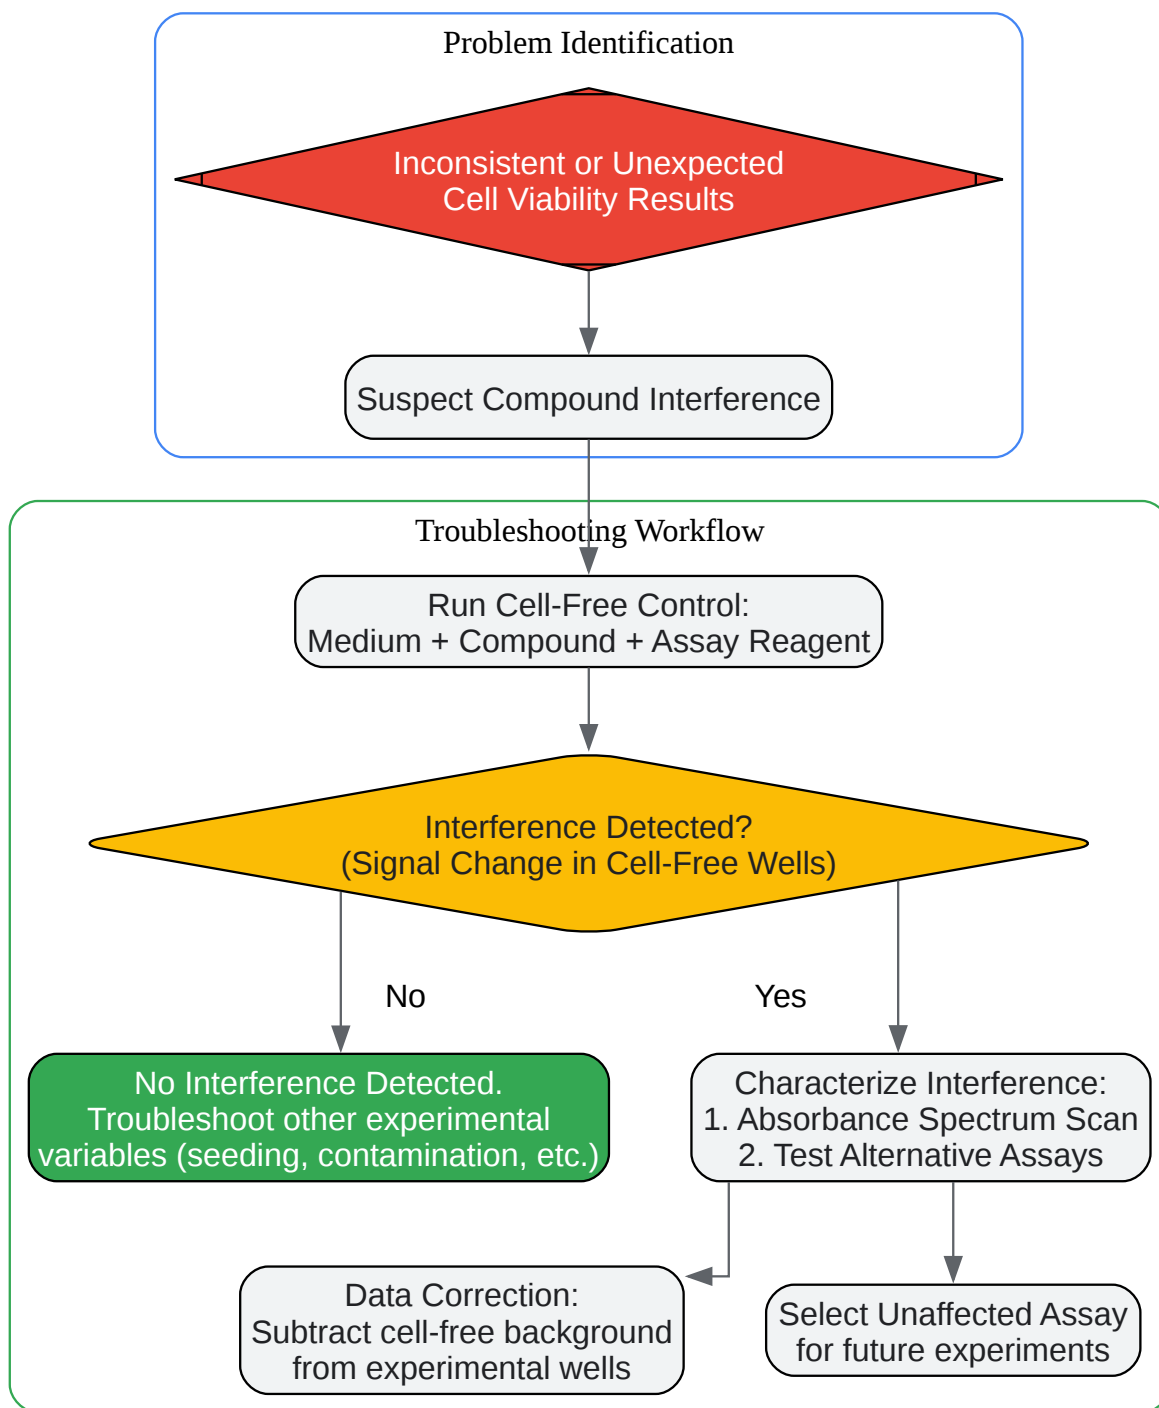 Problem Identification
Inconsistent or Unexpected
Cell Viability Results
Suspect Compound Interference
Troubleshooting Workflow
Run Cell-Free Control:
Medium + Compound + Assay Reagent
Interference Detected?
(Signal Change in Cell-Free Wells)
No
Yes
No Interference Detected.
Troubleshoot other experimental
variables (seeding, contamination, etc.)
Characterize Interference:
1. Absorbance Spectrum Scan
2. Test Alternative Assays
Data Correction:
Subtract cell-free background
from experimental wells
Select Unaffected Assay
for future experiments